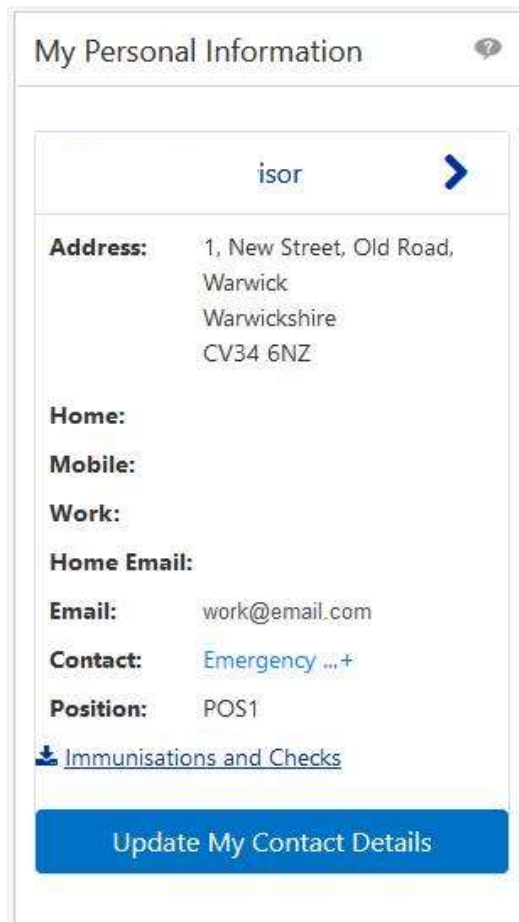 My Personal Information
isor
Address: 1, New Street, Old Road,
Warwick
Warwickshire
CV34 6NZ
Home:
Mobile:
Work:
Home Email:
Email: work@email.com
Contact: Emergency ...+
Position: POS1
Immunisations and Checks
Update My Contact Details